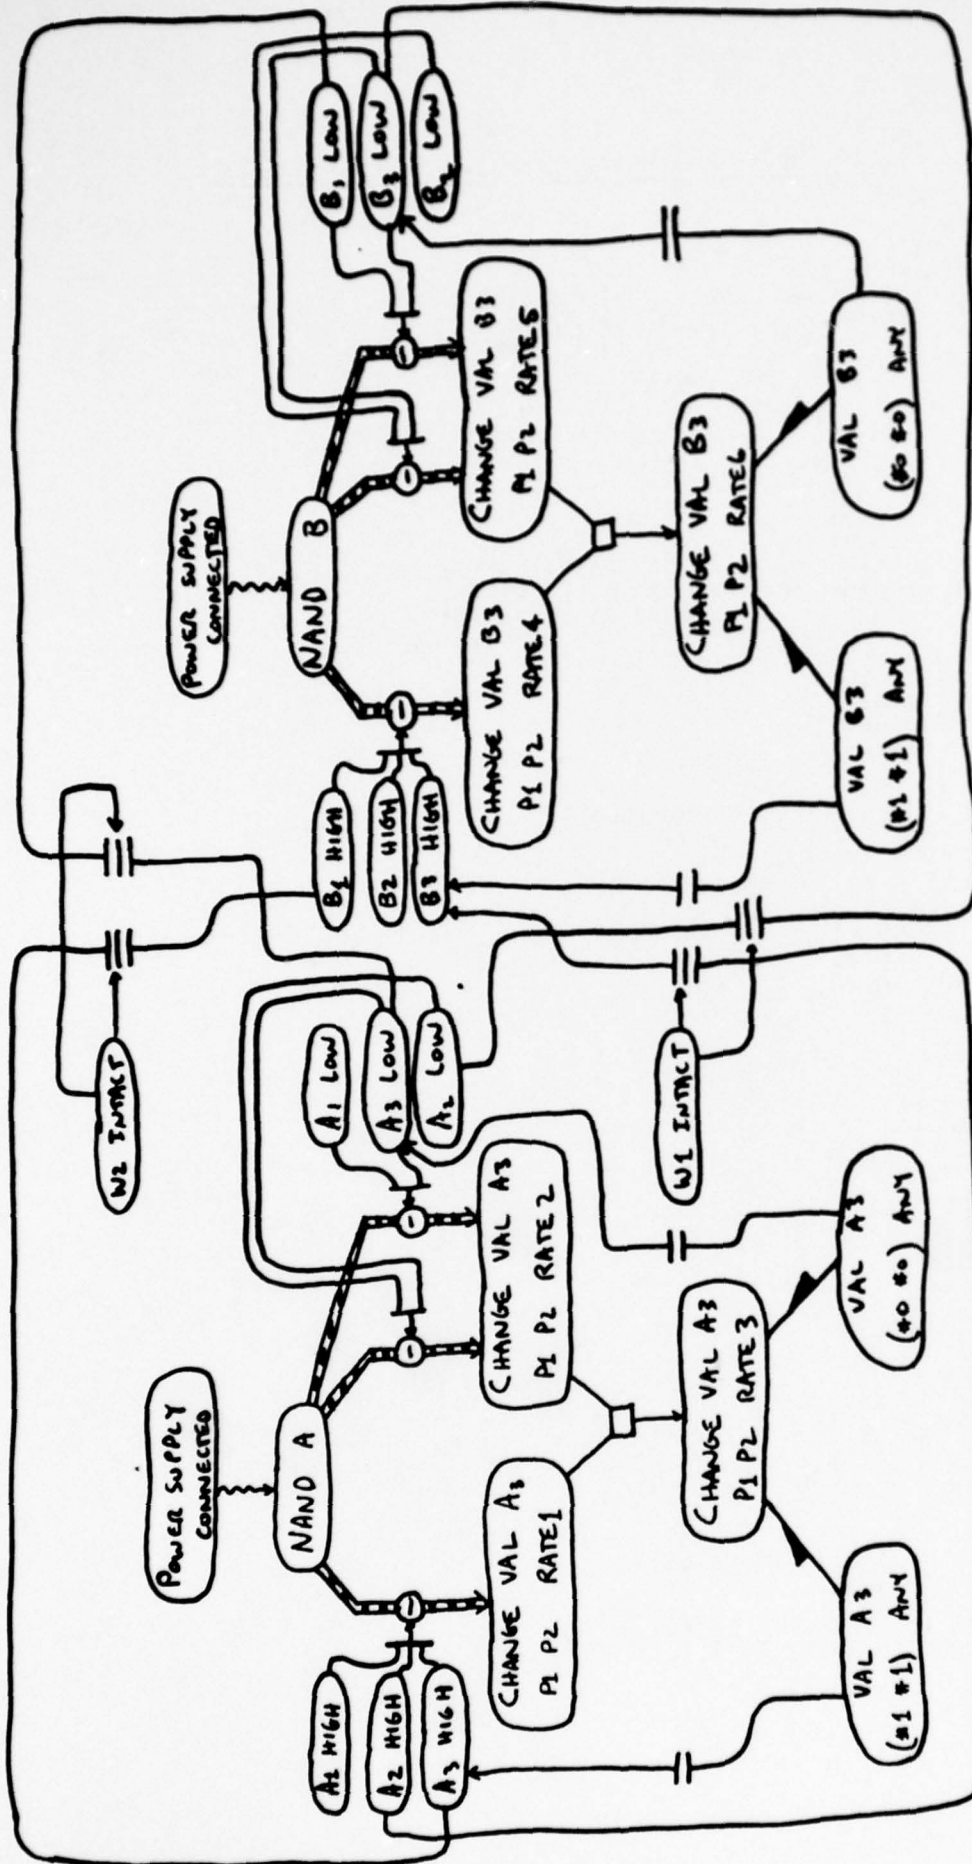 W2 INTACT
POWER SUPPLY
CONNECTED
POWER SUPPLY
CONNECTED
A1 HIGH
A2 HIGH
A3 HIGH
NAND A
A1 LOW
A3 LOW
A2 LOW
B1 HIGH
B2 HIGH
B3 HIGH
NAND B
B1 LOW
B3 LOW
B2 LOW
CHANGE VAL A3
P1 P2 RATE1
CHANGE VAL A3
P1 P2 RATE2
CHANGE VAL B3
P1 P2 RATE4
CHANGE VAL B3
P1 P2 RATE5
W1 INTACT
CHANGE VAL A3
P1 P2 RATE3
CHANGE VAL B3
P1 P2 RATE6
VAL A3
(#1 #1) ANY
VAL A3
(#0 #0) ANY
VAL B3
(#1 #1) ANY
VAL B3
(#0 #0) ANY